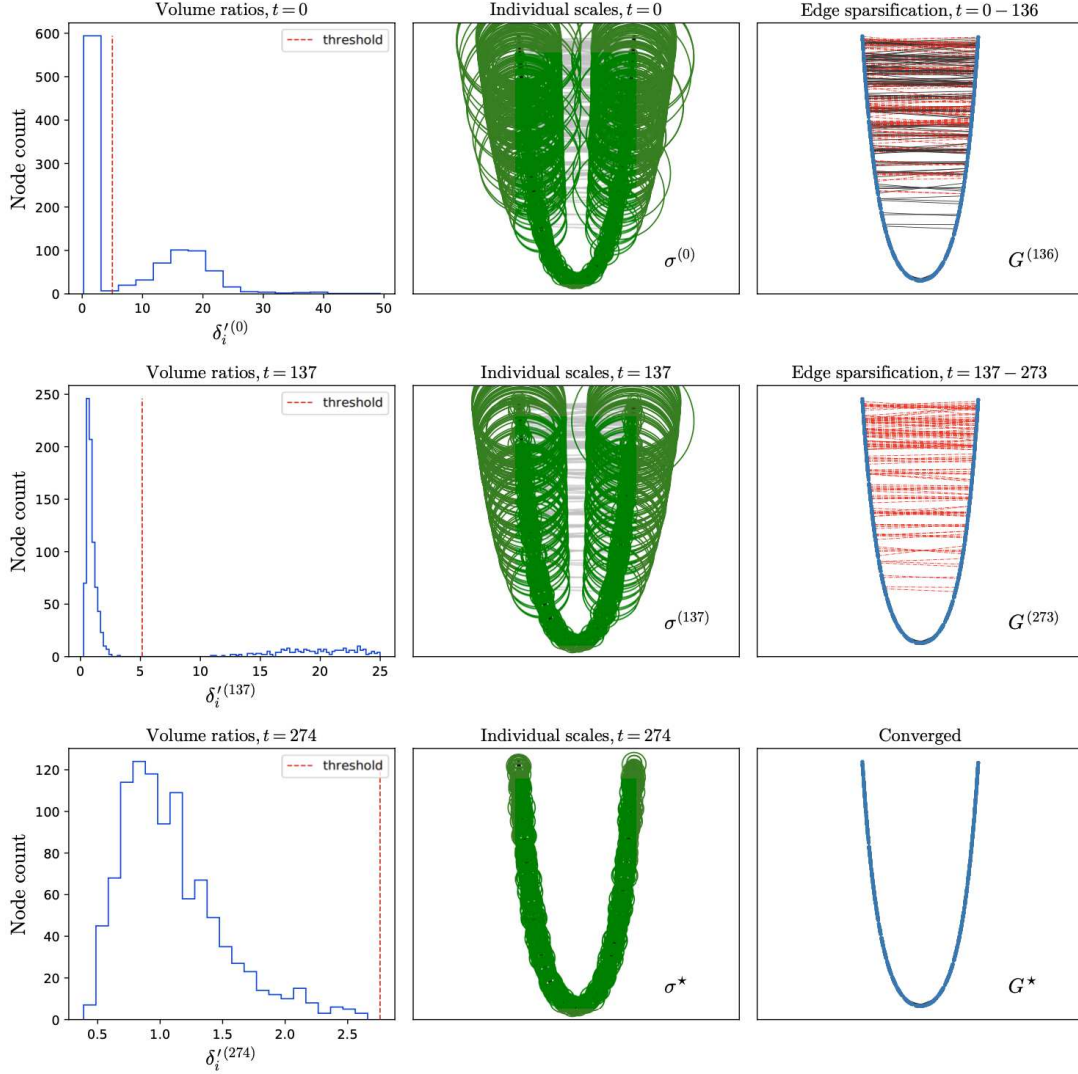 Volume ratios, t = 0
Individual scales, t = 0
Edge sparsification, t = 0 − 136
Node count
600
500
400
300
200
100
0
threshold
0 10 20 30 40 50
δ′ᵢ⁽⁰⁾
σ⁽⁰⁾
G⁽¹³⁶⁾
Volume ratios, t = 137
Individual scales, t = 137
Edge sparsification, t = 137 − 273
Node count
250
200
150
100
50
0
threshold
0 5 10 15 20 25
δ′ᵢ⁽¹³⁷⁾
σ⁽¹³⁷⁾
G⁽²⁷³⁾
Volume ratios, t = 274
Individual scales, t = 274
Converged
Node count
120
100
80
60
40
20
0
threshold
0.5 1.0 1.5 2.0 2.5
δ′ᵢ⁽²⁷⁴⁾
σ⋆
G⋆